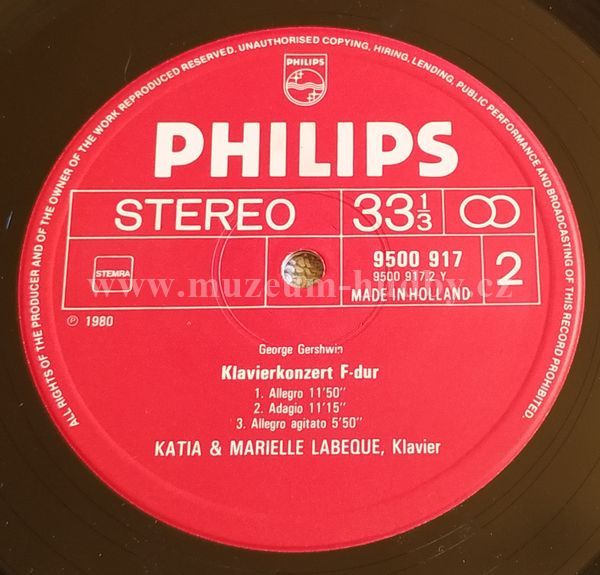 ALL RIGHTS OF THE PRODUCER AND OF THE OWNER OF THE WORK REPRODUCED RESERVED. UNAUTHORISED COPYING, HIRING, LENDING, PUBLIC PERFORMANCE AND BROADCASTING OF THIS RECORD PROHIBITED.
PHILIPS
PHILIPS
STEREO 33 1/3
STEMRA 9500 917 2
9500 917.2 Y
MADE IN HOLLAND
www.muzeum-hudby.cz
℗ 1980
George Gershwin
Klavierkonzert F-dur
1. Allegro 11'50''
2. Adagio 11'15''
3. Allegro agitato 5'50''
KATIA & MARIELLE LABEQUE, Klavier